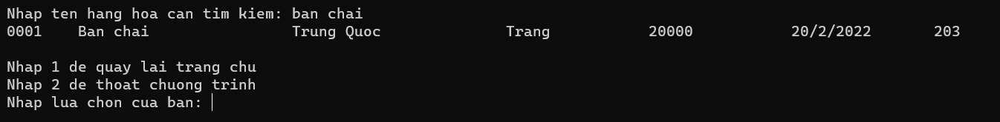 Nhap ten hang hoa can tim kiem: ban chai
0001    Ban chai                Trung Quoc              Trang           20000           20/2/2022       203
Nhap 1 de quay lai trang chu
Nhap 2 de thoat chuong trinh
Nhap lua chon cua ban: